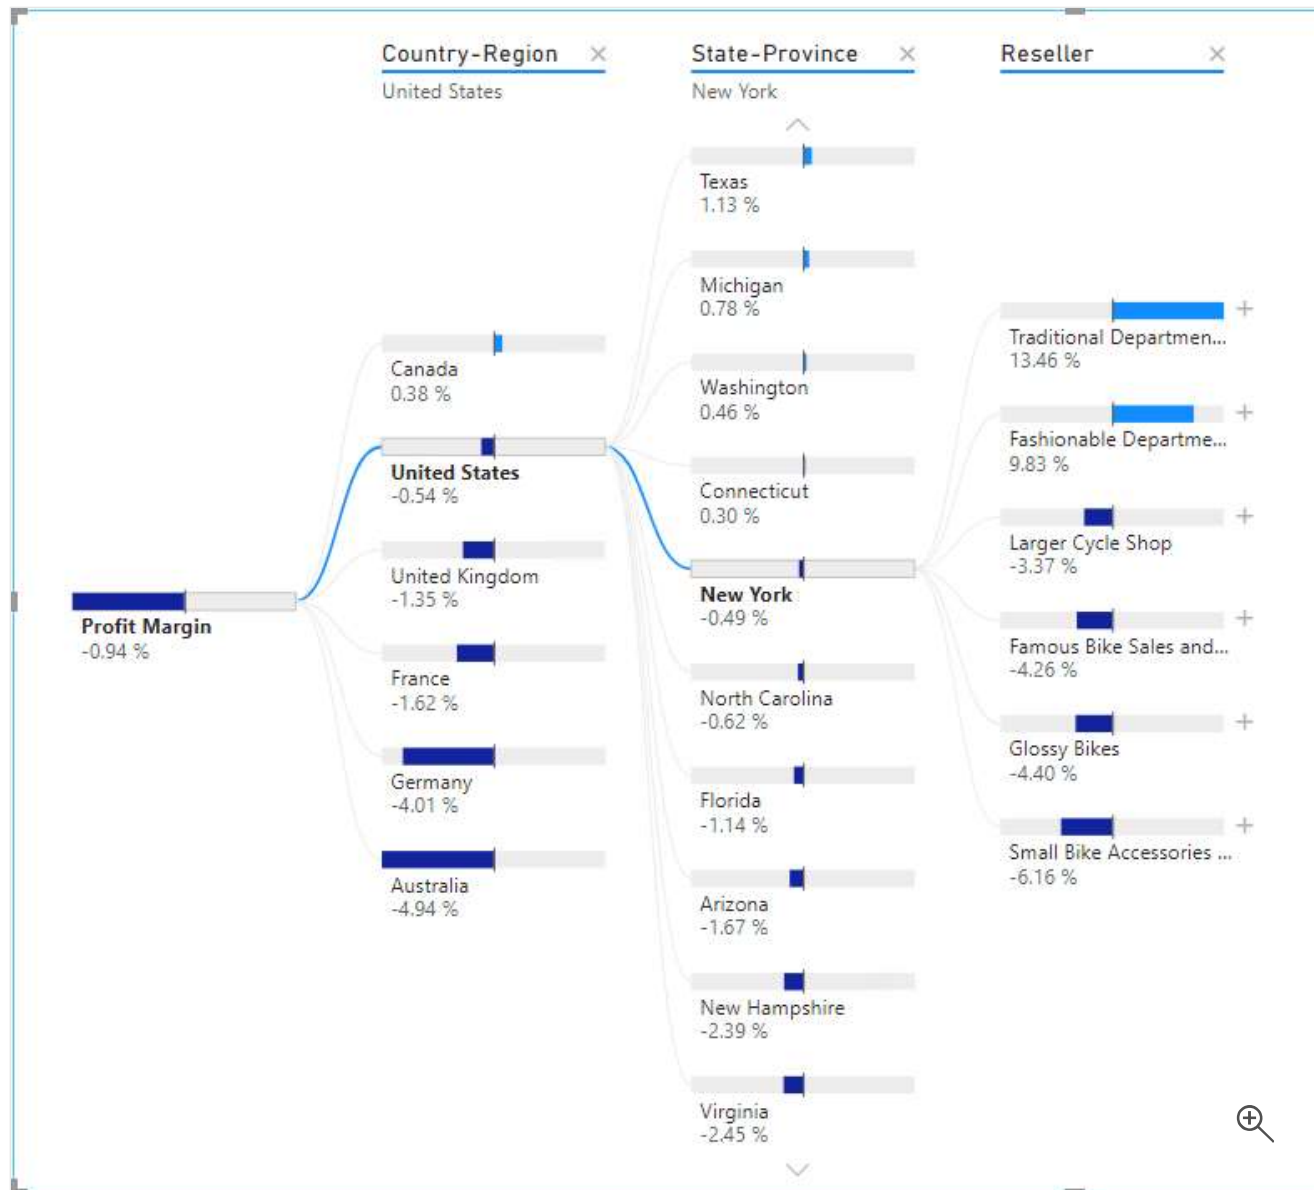 Country-Region
United States
State-Province
New York
Reseller
Profit Margin
-0.94 %
Canada
0.38 %
United States
-0.54 %
United Kingdom
-1.35 %
France
-1.62 %
Germany
-4.01 %
Australia
-4.94 %
Texas
1.13 %
Michigan
0.78 %
Washington
0.46 %
Connecticut
0.30 %
New York
-0.49 %
North Carolina
-0.62 %
Florida
-1.14 %
Arizona
-1.67 %
New Hampshire
-2.39 %
Virginia
-2.45 %
Traditional Departmen...
13.46 %
Fashionable Departme...
9.83 %
Larger Cycle Shop
-3.37 %
Famous Bike Sales and...
-4.26 %
Glossy Bikes
-4.40 %
Small Bike Accessories ...
-6.16 %